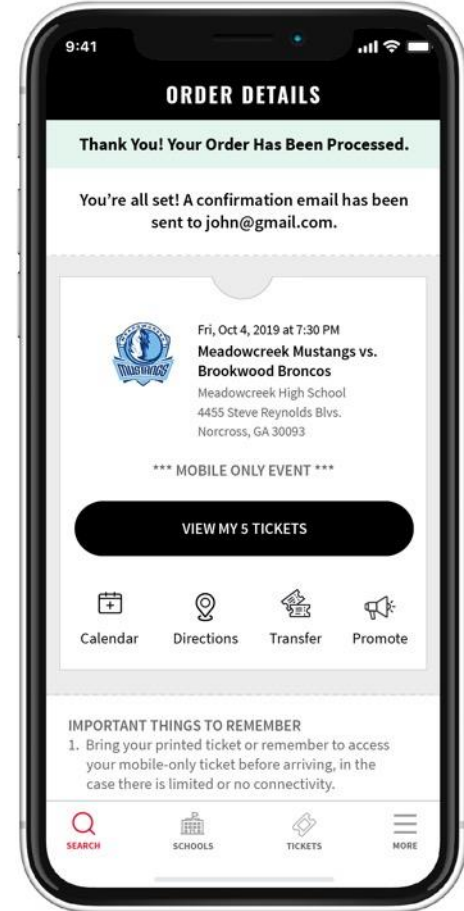 9:41
ORDER DETAILS
Thank You! Your Order Has Been Processed.
You're all set! A confirmation email has been
sent to john@gmail.com.
MEADOWCREEK
MUSTANGS
Fri, Oct 4, 2019 at 7:30 PM
Meadowcreek Mustangs vs.
Brookwood Broncos
Meadowcreek High School
4455 Steve Reynolds Blvs.
Norcross, GA 30093
*** MOBILE ONLY EVENT ***
VIEW MY 5 TICKETS
Calendar Directions Transfer Promote
IMPORTANT THINGS TO REMEMBER
1. Bring your printed ticket or remember to access
your mobile-only ticket before arriving, in the
case there is limited or no connectivity.
SEARCH SCHOOLS TICKETS MORE